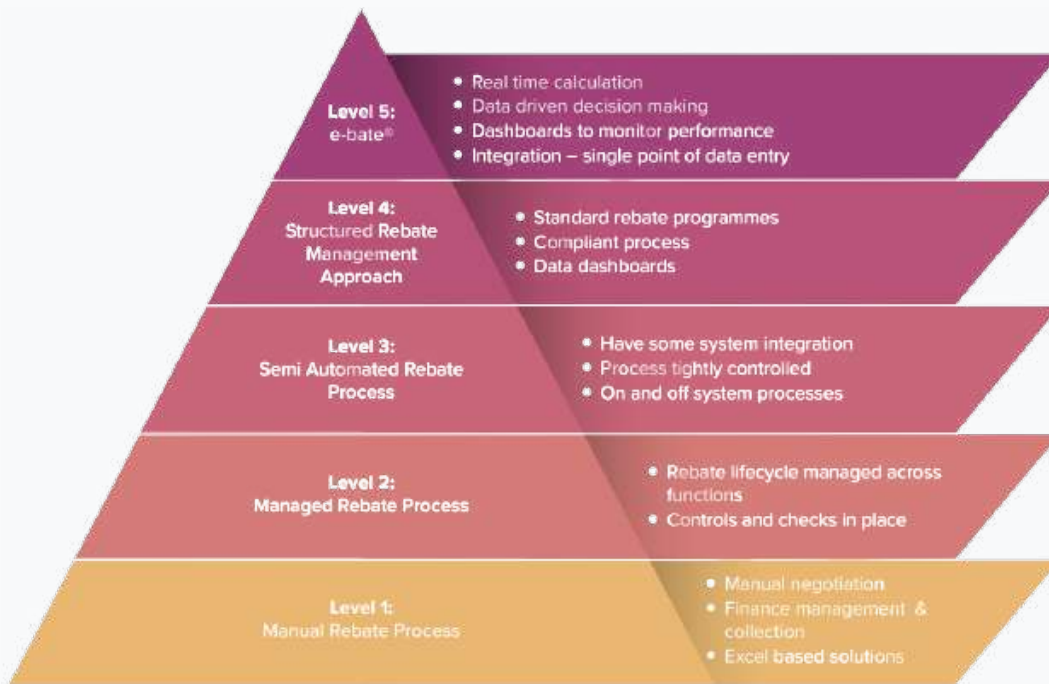 Level 5:
e-bate®
• Real time calculation
• Data driven decision making
• Dashboards to monitor performance
• Integration – single point of data entry
Level 4:
Structured Rebate
Management
Approach
• Standard rebate programmes
• Compliant process
• Data dashboards
Level 3:
Semi Automated Rebate
Process
• Have some system integration
• Process tightly controlled
• On and off system processes
Level 2:
Managed Rebate Process
• Rebate lifecycle managed across
functions
• Controls and checks in place
Level 1:
Manual Rebate Process
• Manual negotiation
• Finance management &
collection
• Excel based solutions